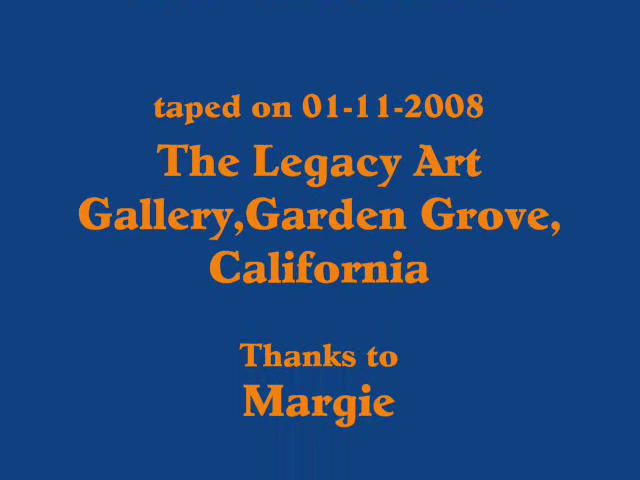 taped on 01-11-2008
The Legacy Art
Gallery,Garden Grove,
California
Thanks to
Margie